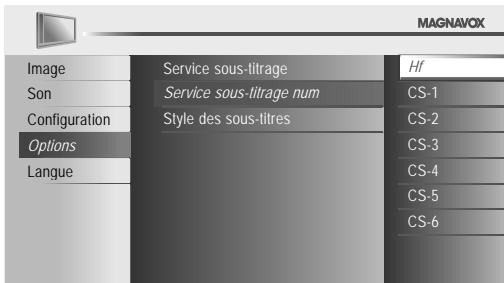 MAGNAVOX
Image
Son
Configuration
Options
Langue
Service sous-titrage
Service sous-titrage num
Style des sous-titres
Hf
CS-1
CS-2
CS-3
CS-4
CS-5
CS-6